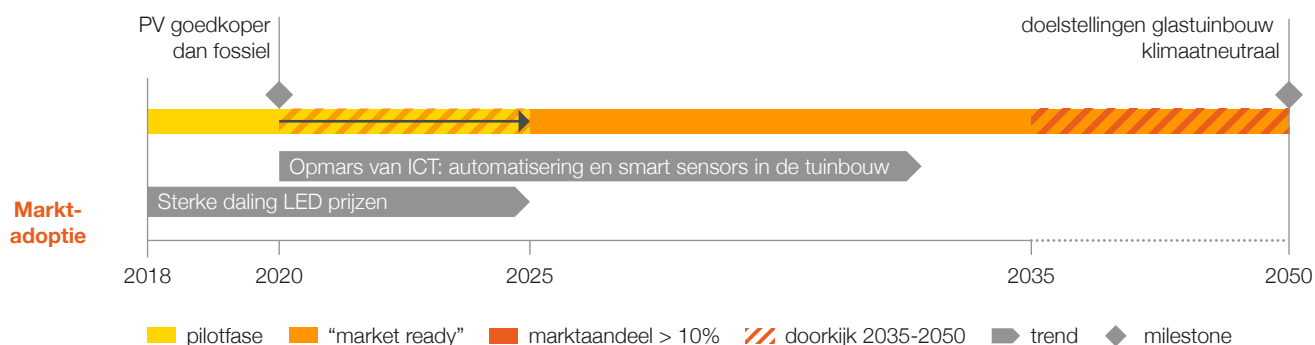 PV goedkoper
dan fossiel
doelstellingen glastuinbouw
klimaatneutraal
Opmars van ICT: automatisering en smart sensors in de tuinbouw
Sterke daling LED prijzen
Markt-
adoptie
2018 2020 2025 2035 2050
pilotfase "market ready" marktaandeel > 10% doorkijk 2035-2050 trend milestone